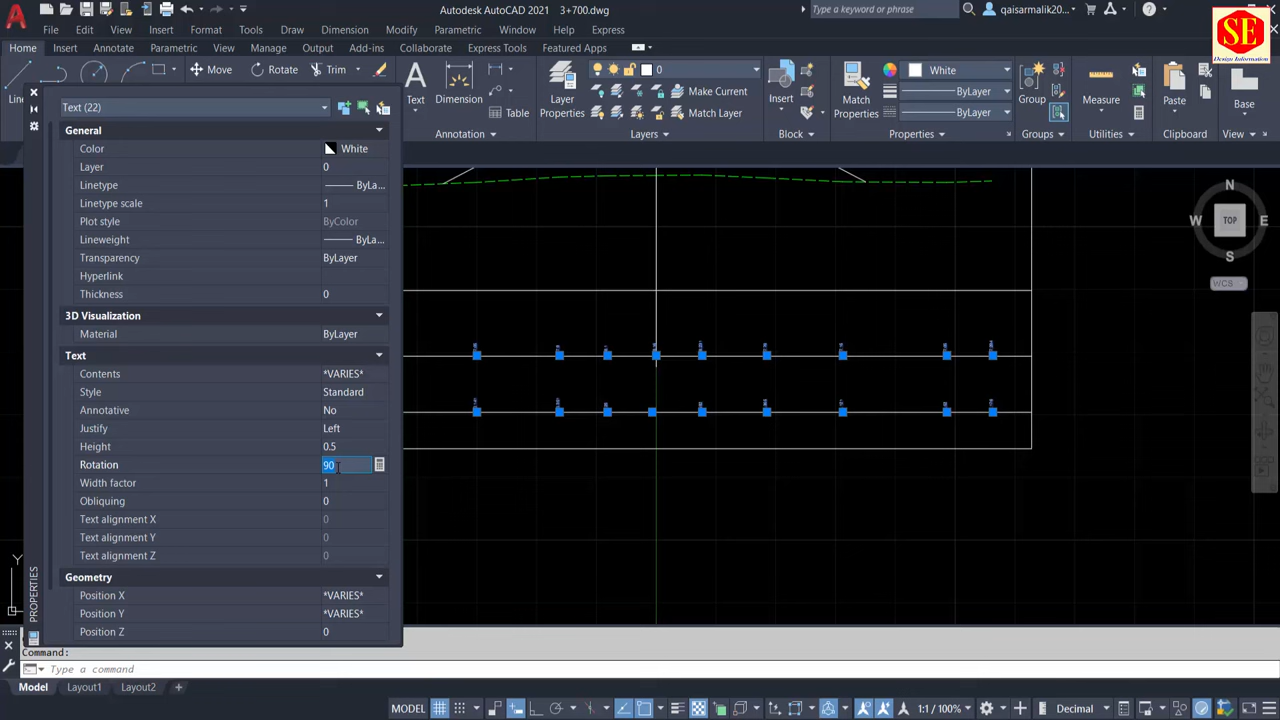 Autodesk AutoCAD 2021 3+700.dwg
Type a keyword or phrase
qaisarmalik20...
SE
Design Information
File Edit View Insert Format Tools Draw Dimension Modify Parametric Window Help Express
Home Insert Annotate Parametric View Manage Output Add-ins Collaborate Express Tools Featured Apps
Move Rotate Trim
Text Dimension Table
Annotation
Layer Properties
0
Make Current
Match Layer
Layers
Insert
Block
Match Properties
White
ByLayer
ByLayer
Properties
Group
Groups
Measure
Utilities
Paste
Clipboard
Base
View
Text (22)
General
Color White
Layer 0
Linetype ByLa...
Linetype scale 1
Plot style ByColor
Lineweight ByLa...
Transparency ByLayer
Hyperlink
Thickness 0
3D Visualization
Material ByLayer
Text
Contents *VARIES*
Style Standard
Annotative No
Justify Left
Height 0.5
Rotation 90
Width factor 1
Obliquing 0
Text alignment X 0
Text alignment Y 0
Text alignment Z 0
Geometry
Position X *VARIES*
Position Y *VARIES*
Position Z 0
PROPERTIES
N
W TOP E
S
WCS
Y
Command:
Type a command
Model Layout1 Layout2 +
MODEL 1:1 / 100% Decimal